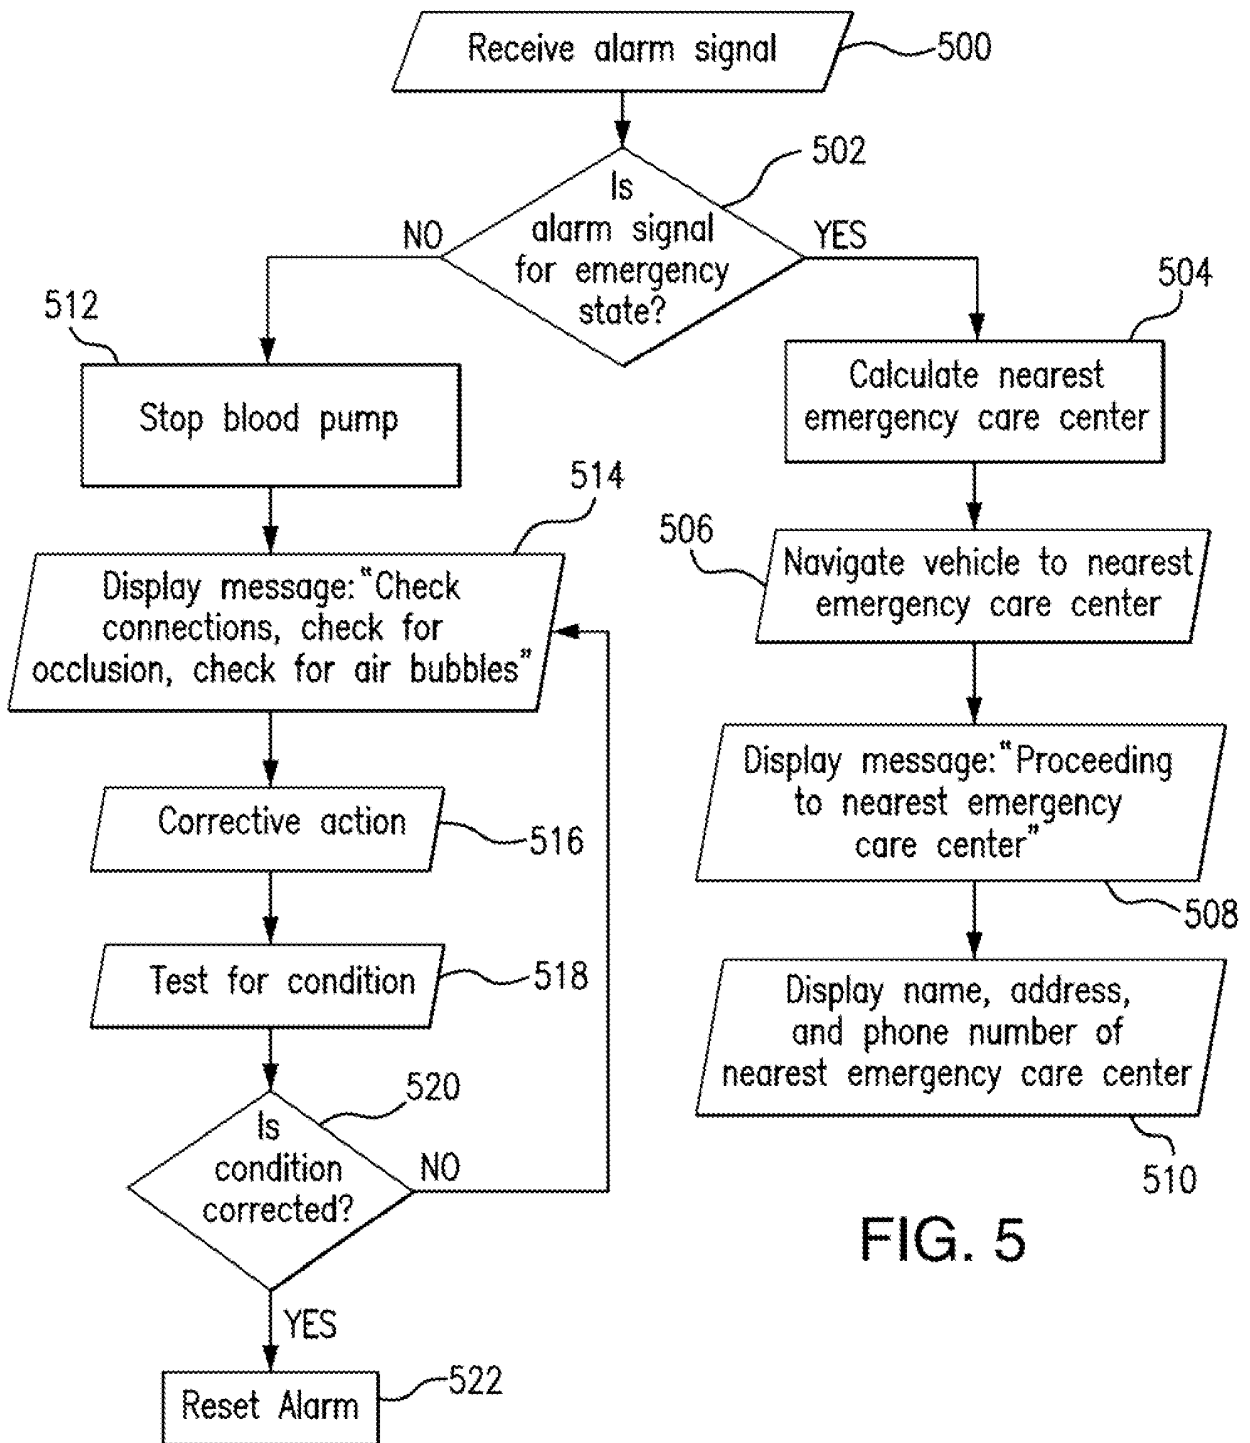 Receive alarm signal
500
502
Is
alarm signal
for emergency
state?
NO
YES
512
Stop blood pump
504
Calculate nearest
emergency care center
514
Display message:“Check
connections, check for
occlusion, check for air bubbles”
506
Navigate vehicle to nearest
emergency care center
Display message:“Proceeding
to nearest emergency
care center”
508
Corrective action
516
Test for condition
518
Display name, address,
and phone number of
nearest emergency care center
510
520
Is
condition
corrected?
NO
YES
Reset Alarm
522
FIG. 5